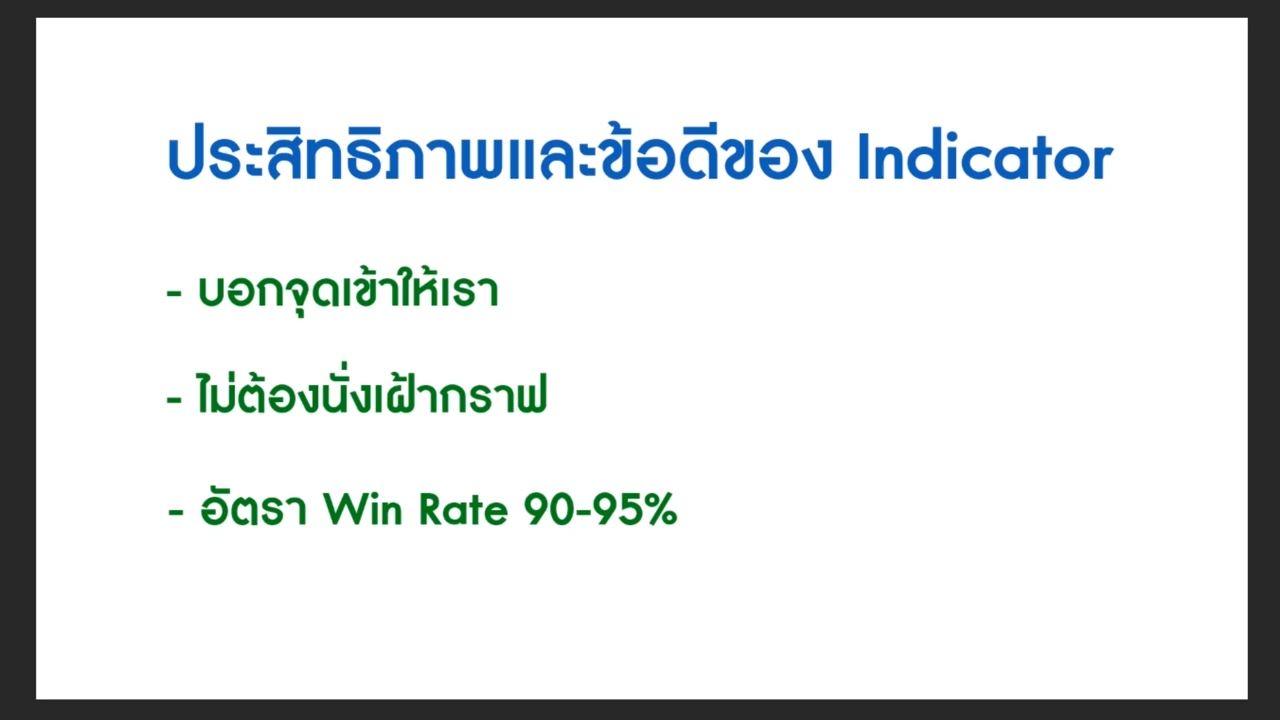 ประสิทธิภาพและข้อดีของ Indicator
- บอกจุดเข้าให้เรา
- ไม่ต้องนั่งเฝ้ากราฟ
- อัตรา Win Rate 90-95%